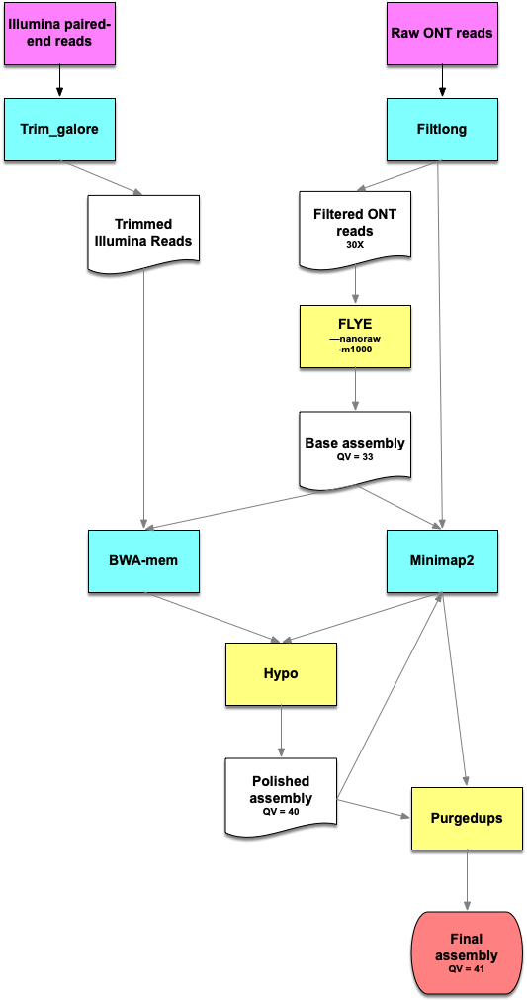 Illumina paired-
end reads
Raw ONT reads
Trim_galore
Filtlong
Trimmed
Illumina Reads
Filtered ONT
reads
30X
FLYE
—nanoraw
-m1000
Base assembly
QV = 33
BWA-mem
Minimap2
Hypo
Polished
assembly
QV = 40
Purgedups
Final
assembly
QV = 41